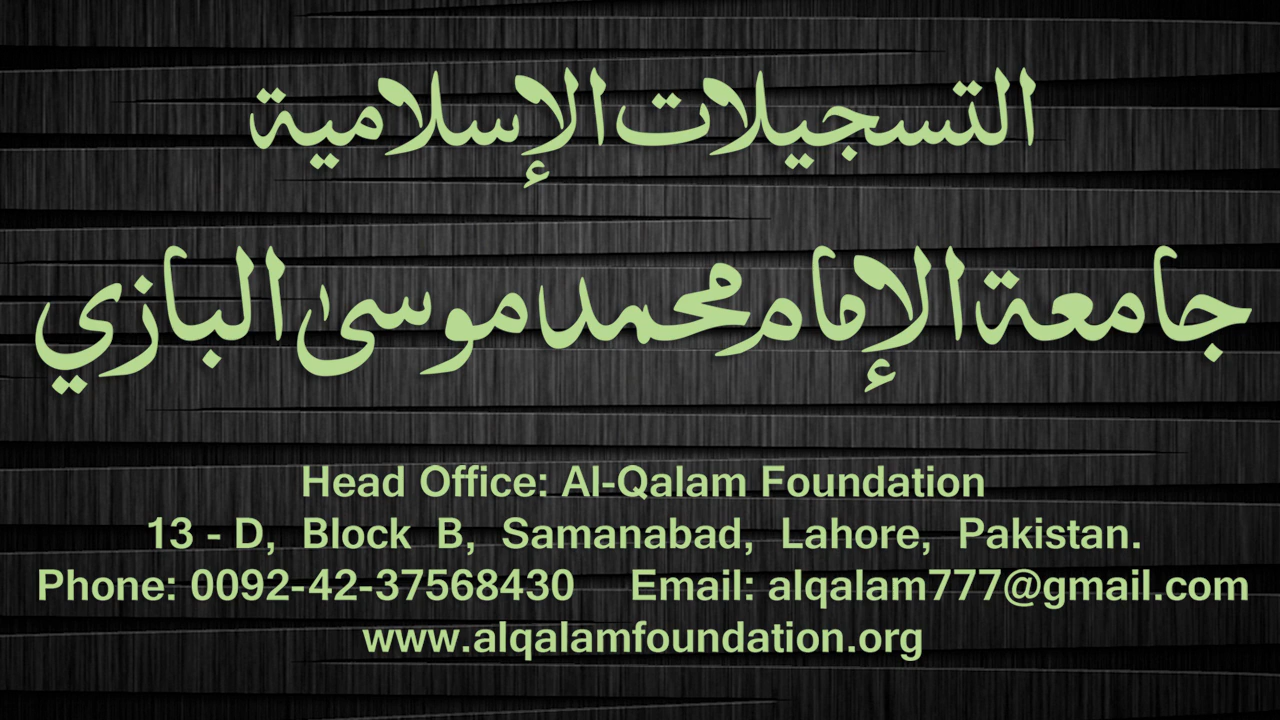 التسجيلات الإسلامية
جامعة الإمام محمد موسیٰ البازي
Head Office: Al-Qalam Foundation
13 - D, Block B, Samanabad, Lahore, Pakistan.
Phone: 0092-42-37568430 Email: alqalam777@gmail.com
www.alqalamfoundation.org